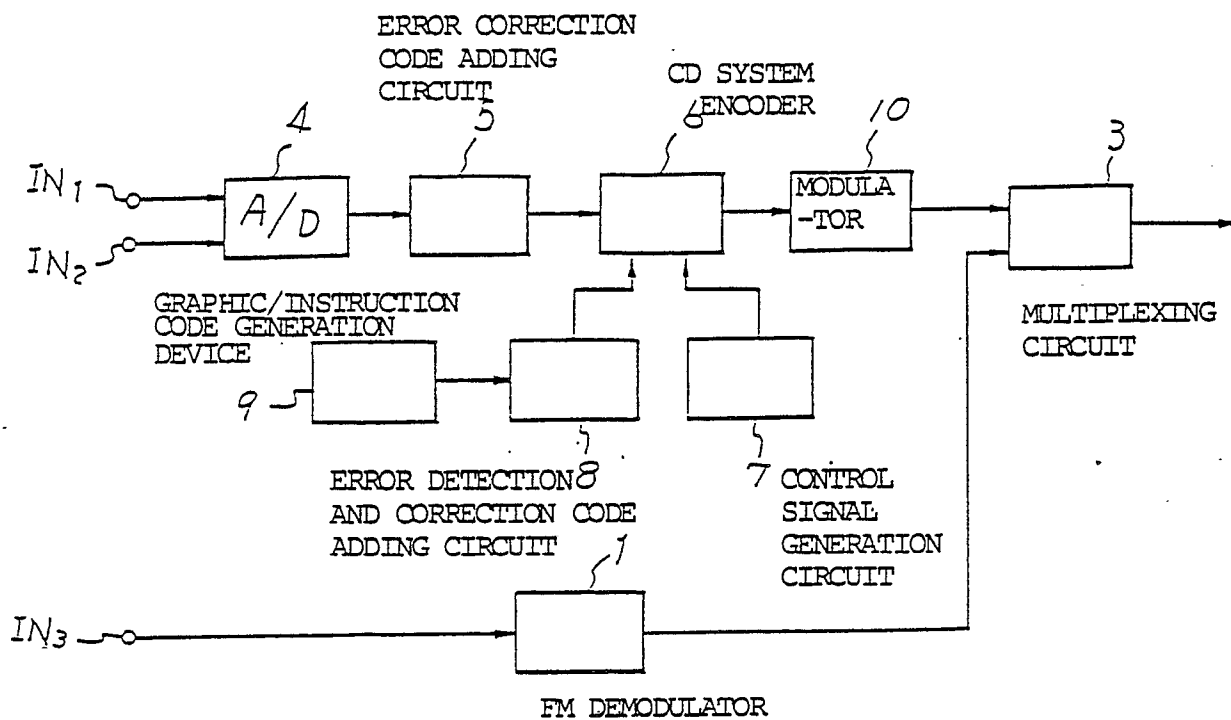 ERROR CORRECTION
CODE ADDING
CIRCUIT
CD SYSTEM
ENCODER
4
5
6
10
3
IN1
IN2
A/D
MODULA
-TOR
GRAPHIC/INSTRUCTION
CODE GENERATION
DEVICE
MULTIPLEXING
CIRCUIT
9
8
7
ERROR DETECTION
AND CORRECTION CODE
ADDING CIRCUIT
CONTROL
SIGNAL
GENERATION
CIRCUIT
1
IN3
FM DEMODULATOR